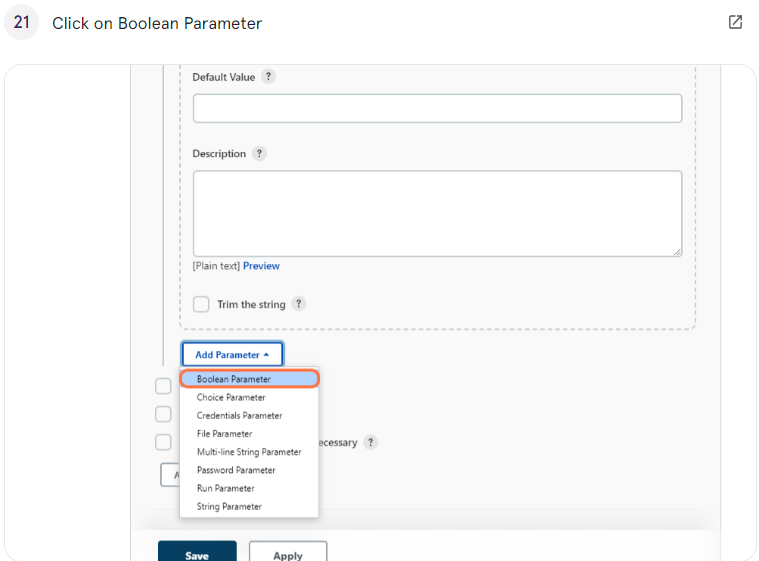 21 Click on Boolean Parameter
Default Value ?
Description ?
[Plain text] Preview
Trim the string ?
Add Parameter
Boolean Parameter
Choice Parameter
Credentials Parameter
File Parameter
Multi-line String Parameter
ecessary ?
Password Parameter
A
Run Parameter
String Parameter
Save Apply